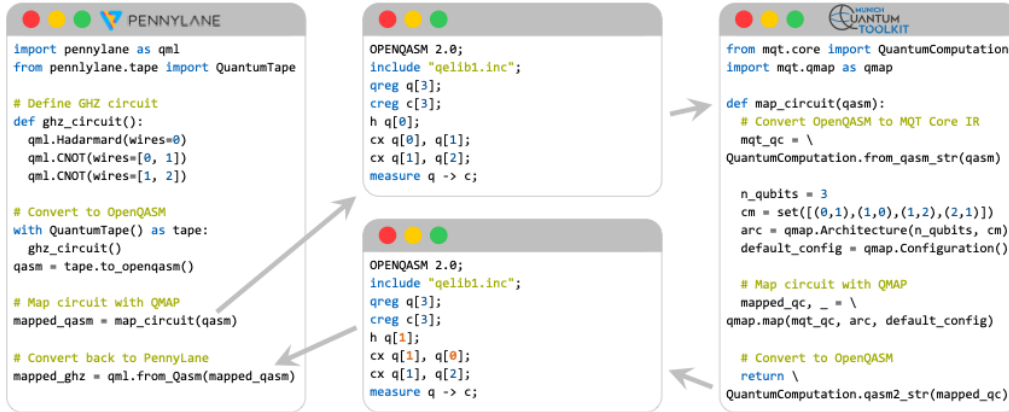 PENNYLANE
import pennylane as qml
from pennlylane.tape import QuantumTape
# Define GHZ circuit
def ghz_circuit():
qml.Hadarmard(wires=0)
qml.CNOT(wires=[0, 1])
qml.CNOT(wires=[1, 2])
# Convert to OpenQASM
with QuantumTape() as tape:
ghz_circuit()
qasm = tape.to_openqasm()
# Map circuit with QMAP
mapped_qasm = map_circuit(qasm)
# Convert back to PennyLane
mapped_ghz = qml.from_Qasm(mapped_qasm)
OPENQASM 2.0;
include "qelib1.inc";
qreg q[3];
creg c[3];
h q[0];
cx q[0], q[1];
cx q[1], q[2];
measure q -> c;
OPENQASM 2.0;
include "qelib1.inc";
qreg q[3];
creg c[3];
h q[1];
cx q[1], q[0];
cx q[1], q[2];
measure q -> c;
MUNICH
QUANTUM
TOOLKIT
from mqt.core import QuantumComputation
import mqt.qmap as qmap
def map_circuit(qasm):
# Convert OpenQASM to MQT Core IR
mqt_qc = \
QuantumComputation.from_qasm_str(qasm)
n_qubits = 3
cm = set([(0,1),(1,0),(1,2),(2,1)])
arc = qmap.Architecture(n_qubits, cm)
default_config = qmap.Configuration()
# Map circuit with QMAP
mapped_qc, _ = \
qmap.map(mqt_qc, arc, default_config)
# Convert to OpenQASM
return \
QuantumComputation.qasm2_str(mapped_qc)